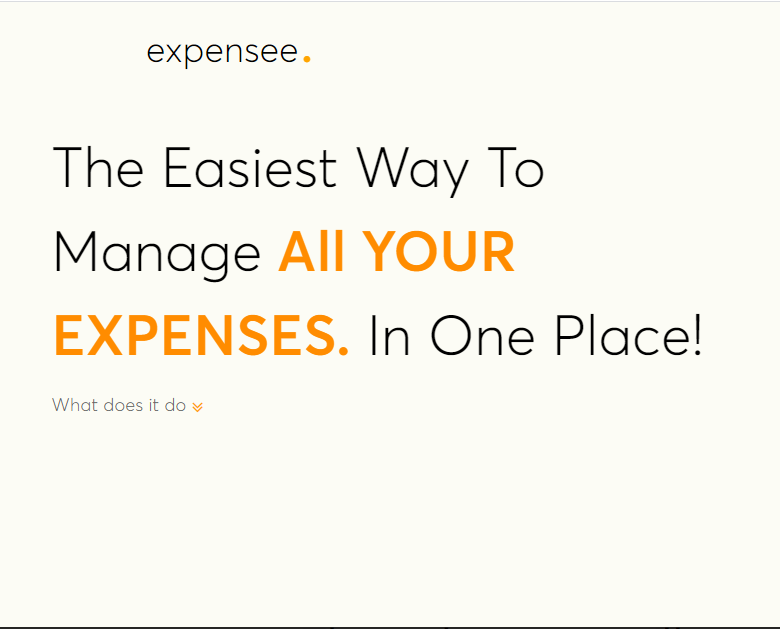 expensee.
The Easiest Way To
Manage All YOUR
EXPENSES. In One Place!
What does it do